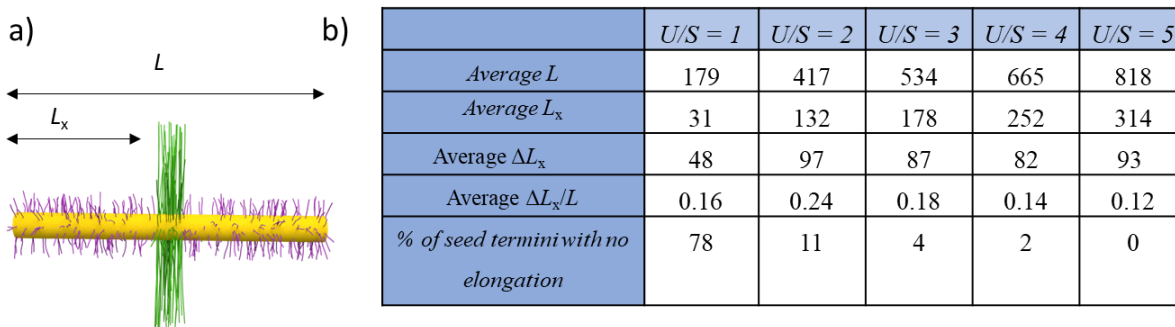 a)
b)
L
Lx
U/S = 1 U/S = 2 U/S = 3 U/S = 4 U/S = 5
Average L 179 417 534 665 818
Average Lx 31 132 178 252 314
Average ΔLx 48 97 87 82 93
Average ΔLx/L 0.16 0.24 0.18 0.14 0.12
% of seed termini with no
elongation 78 11 4 2 0